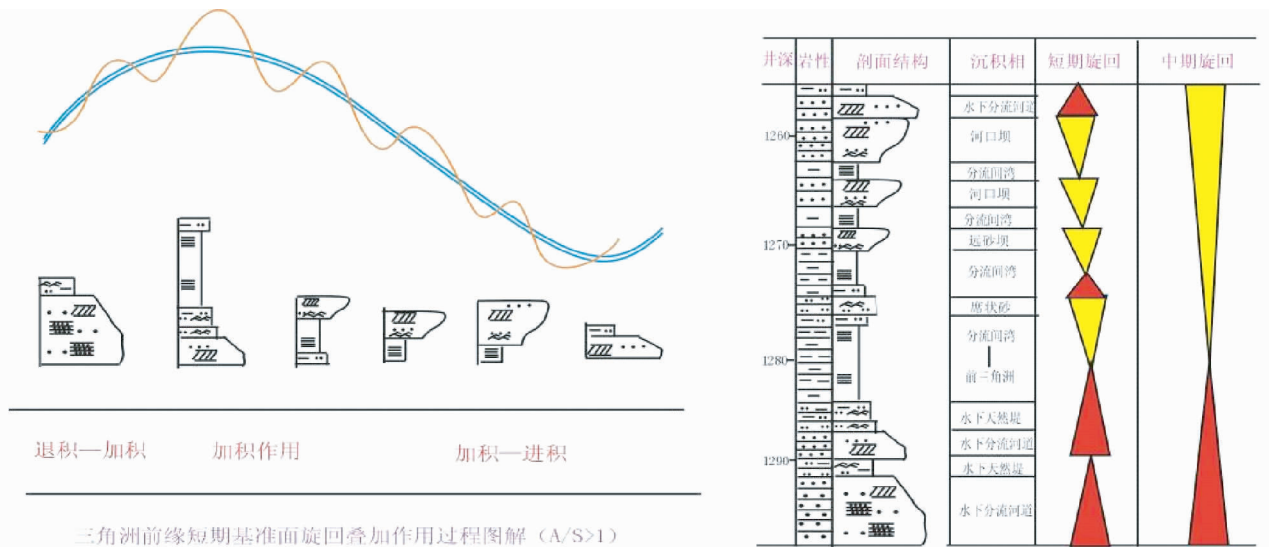 退积—加积
加积作用
加积—进积
三角洲前缘短期基准面旋回叠加作用过程图解（A/S>1）
井深
岩性
剖面结构
沉积相
短期旋回
中期旋回
水下分流河道
1260
河口坝
分流间湾
河口坝
分流间湾
1270
远砂坝
分流间湾
席状砂
分流间湾
1280
前三角洲
水下天然堤
水下分流河道
1290
水下天然堤
水下分流河道